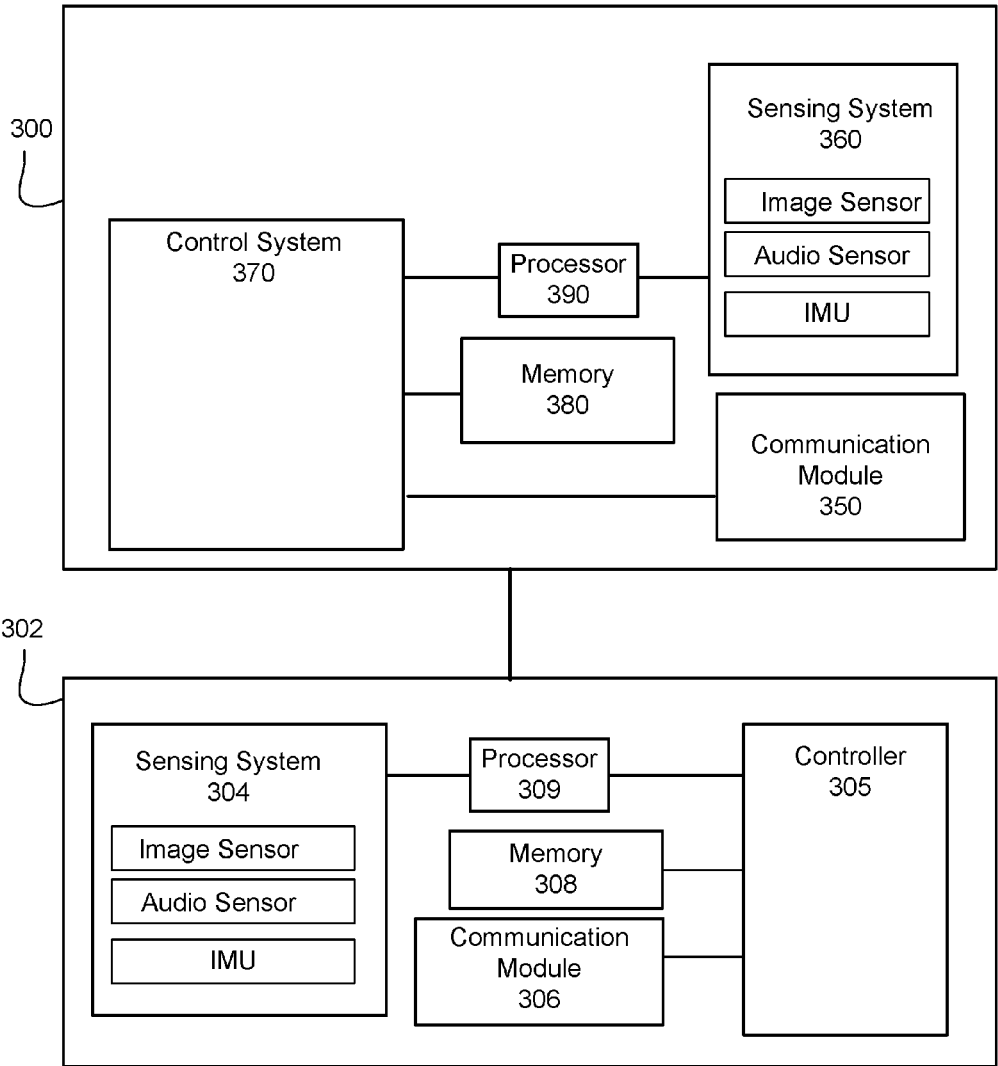 300
Sensing System
360
Image Sensor
Audio Sensor
IMU
Control System
370
Processor
390
Memory
380
Communication
Module
350
302
Sensing System
304
Image Sensor
Audio Sensor
IMU
Processor
309
Memory
308
Communication
Module
306
Controller
305